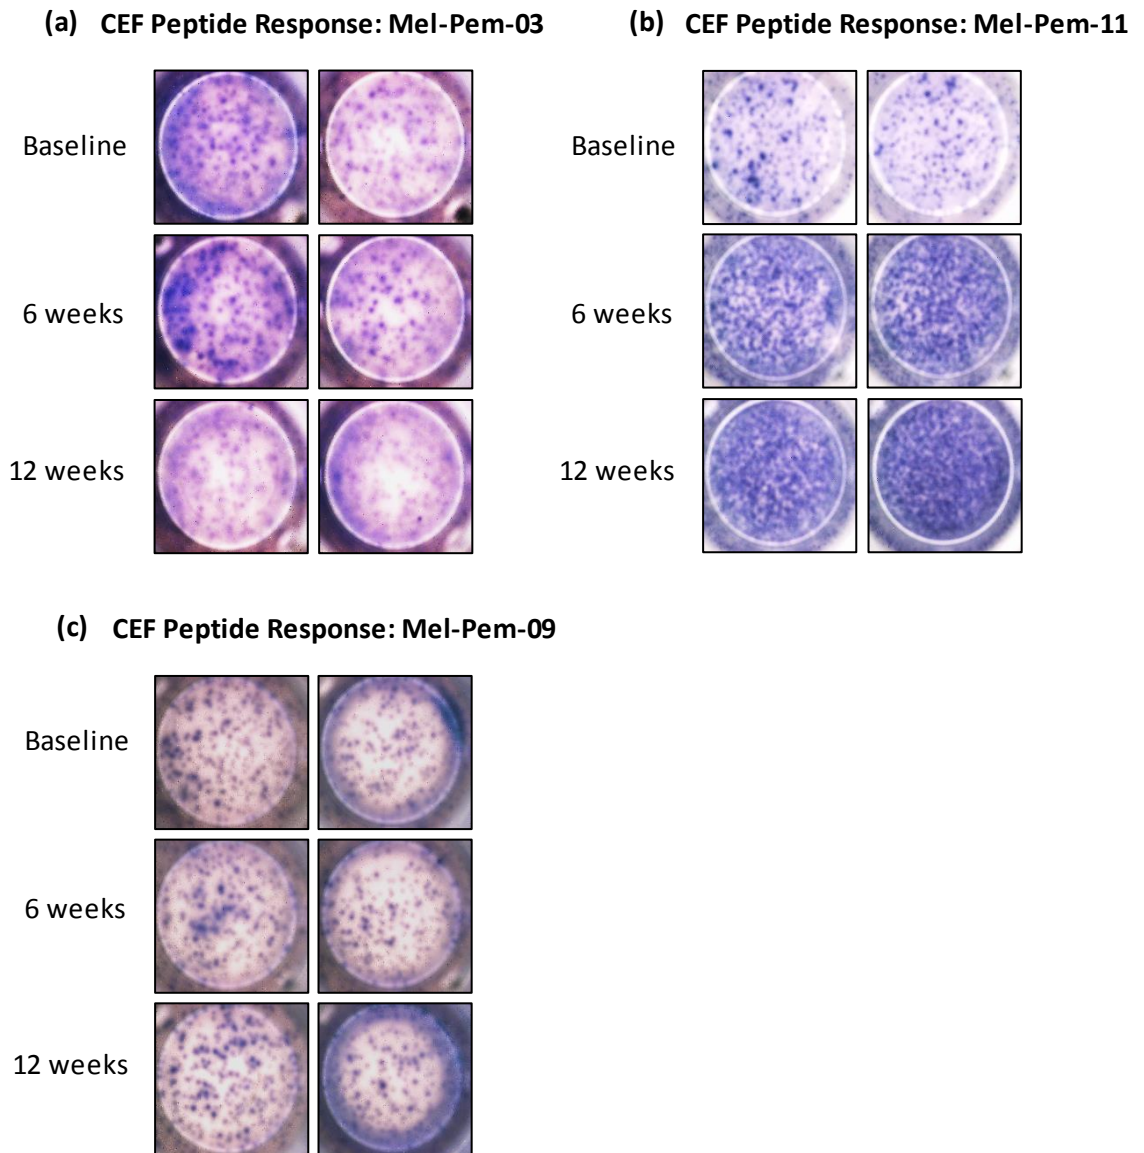 (a) CEF Peptide Response: Mel-Pem-03
Baseline
6 weeks
12 weeks
(b) CEF Peptide Response: Mel-Pem-11
Baseline
6 weeks
12 weeks
(c) CEF Peptide Response: Mel-Pem-09
Baseline
6 weeks
12 weeks